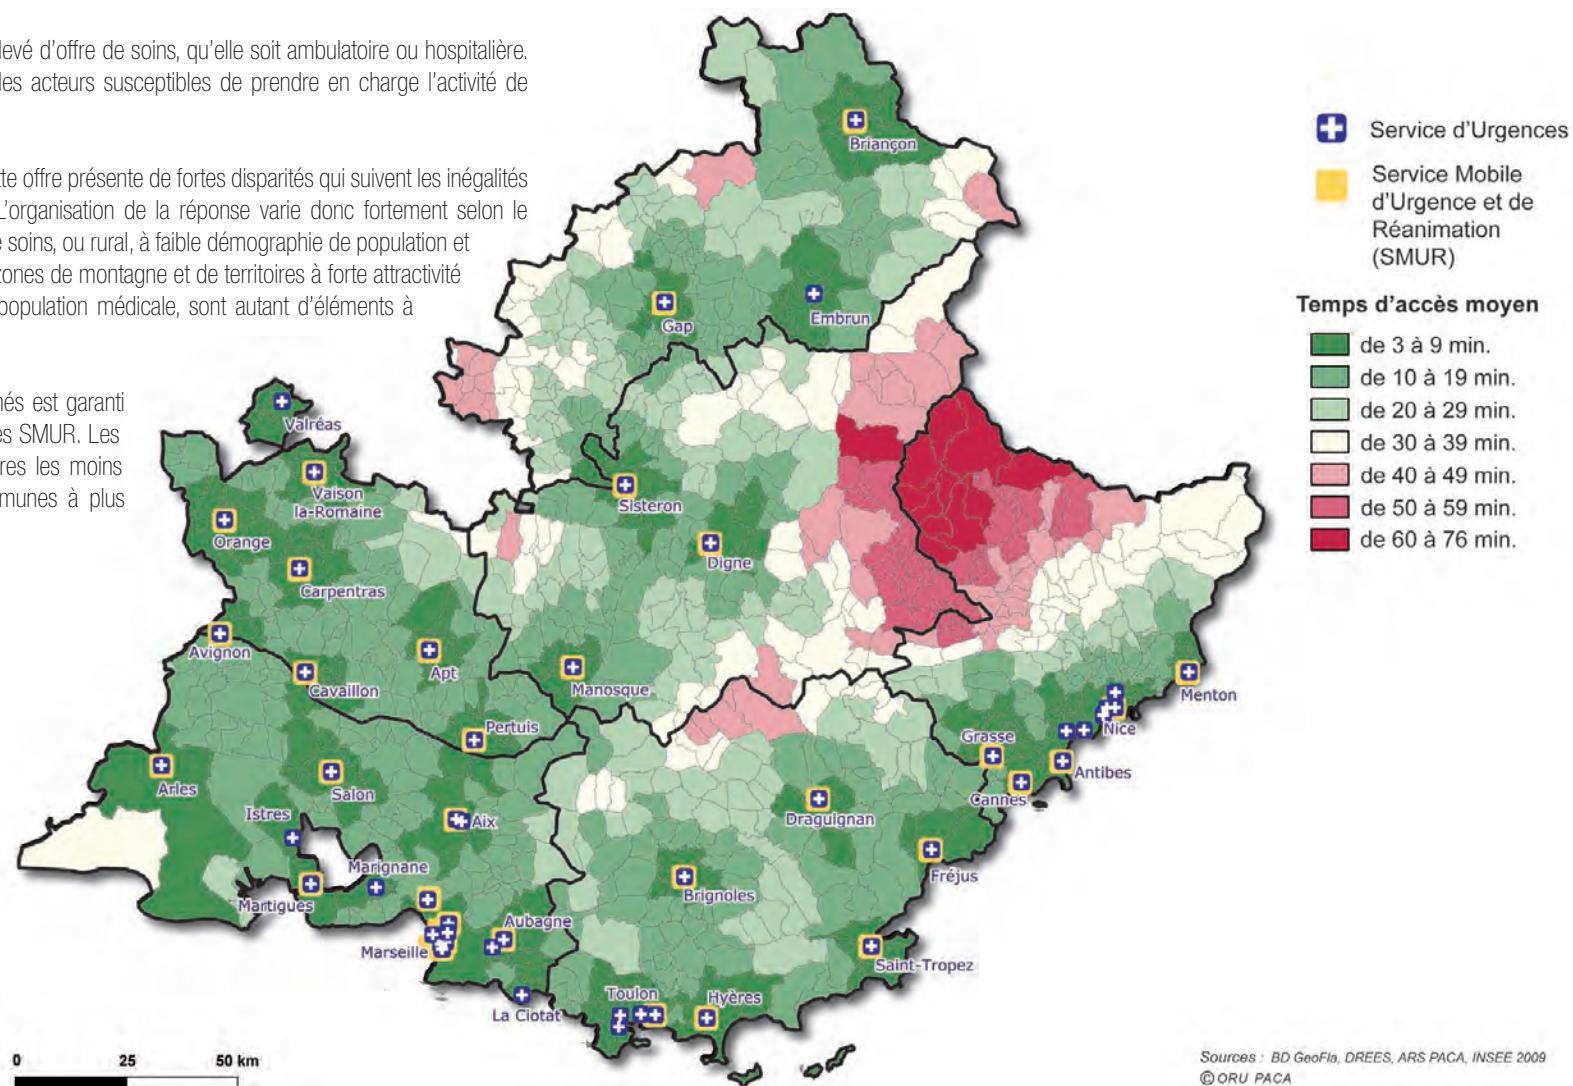 levé d'offre de soins, qu'elle soit ambulatoire ou hospitalière.
les acteurs susceptibles de prendre en charge l'activité de
tte offre présente de fortes disparités qui suivent les inégalités
L'organisation de la réponse varie donc fortement selon le
e soins, ou rural, à faible démographie de population et
zones de montagne et de territoires à forte attractivité
population médicale, sont autant d'éléments à
nés est garanti
es SMUR. Les
ires les moins
munes à plus
Service d'Urgences
Service Mobile
d'Urgence et de
Réanimation
(SMUR)
Temps d'accès moyen
de 3 à 9 min.
de 10 à 19 min.
de 20 à 29 min.
de 30 à 39 min.
de 40 à 49 min.
de 50 à 59 min.
de 60 à 76 min.
Briançon
Gap
Embrun
Valréas
Vaison
la-Romaine
Sisteron
Orange
Digne
Carpentras
Avignon
Apt
Cavaillon
Manosque
Menton
Pertuis
Nice
Grasse
Arles
Salon
Antibes
Cannes
Istres
Aix
Draguignan
Marignane
Fréjus
Martigues
Brignoles
Aubagne
Marseille
Saint-Tropez
La Ciotat
Toulon
Hyères
0 25 50 km
Sources : BD GeoFla, DREES, ARS PACA, INSEE 2009
© ORU PACA